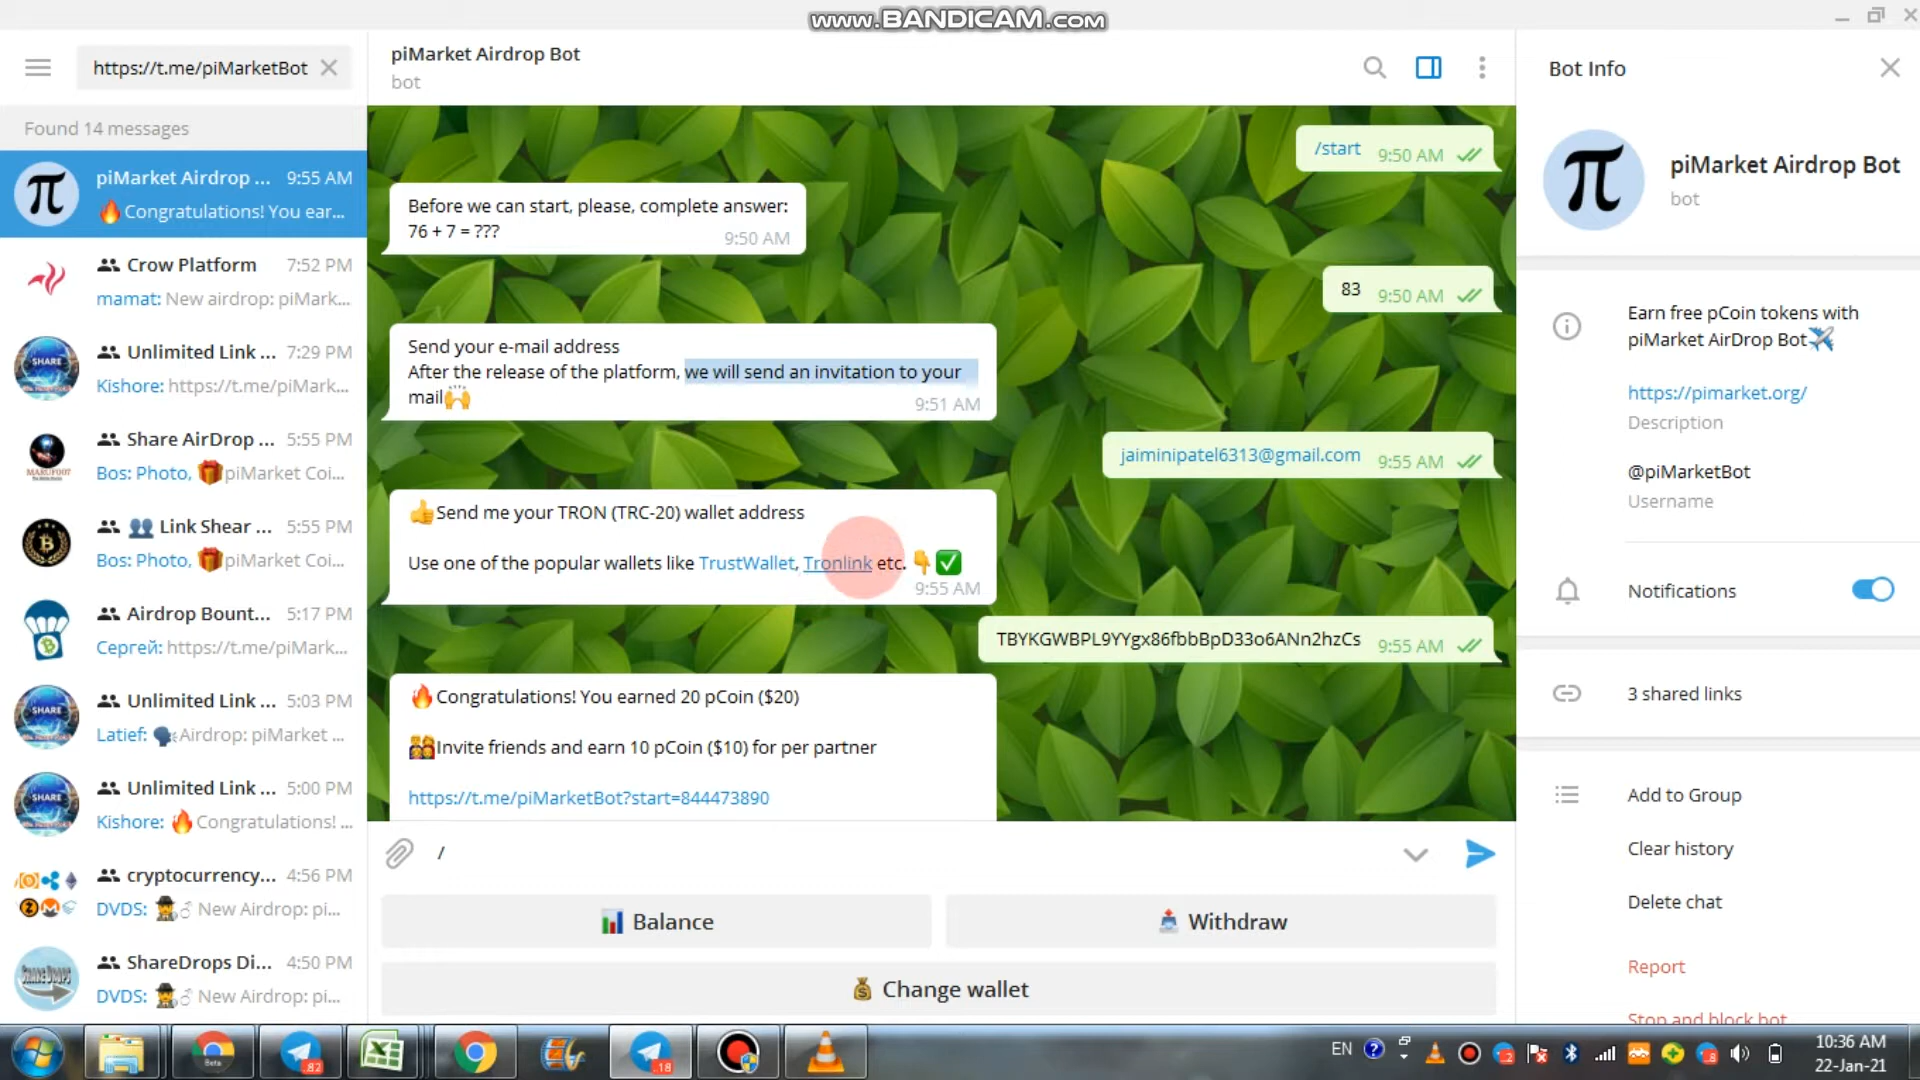 www.BANDICAM.com
https://t.me/piMarketBot
Found 14 messages
piMarket Airdrop ... 9:55 AM
🔥Congratulations! You ear...
Crow Platform 7:52 PM
mamat: New airdrop: piMark...
Unlimited Link ... 7:29 PM
Kishore: https://t.me/piMark...
Share AirDrop ... 5:55 PM
Bos: Photo, 🎁piMarket Coi...
👥 Link Shear ... 5:55 PM
Bos: Photo, 🎁piMarket Coi...
Airdrop Bount... 5:17 PM
Сергей: https://t.me/piMark...
Unlimited Link ... 5:03 PM
Latief: 🗣Airdrop: piMarket ...
Unlimited Link ... 5:00 PM
Kishore: 🔥Congratulations! ...
cryptocurrency... 4:56 PM
DVDS: 🕵♂ New Airdrop: pi...
ShareDrops Di... 4:50 PM
DVDS: 🕵♂ New Airdrop: pi...
SHARE
MARUFOOT
SHARE
SHARE
piMarket Airdrop Bot
bot
/start 9:50 AM
Before we can start, please, complete answer:
76 + 7 = ??? 9:50 AM
83 9:50 AM
Send your e-mail address
After the release of the platform, we will send an invitation to your
mail🙌 9:51 AM
jaiminipatel6313@gmail.com 9:55 AM
👍Send me your TRON (TRC-20) wallet address
Use one of the popular wallets like TrustWallet, Tronlink etc. 👇✅
9:55 AM
TBYKGWBPL9YYgx86fbbBpD33o6ANn2hzCs 9:55 AM
🔥Congratulations! You earned 20 pCoin ($20)
👭Invite friends and earn 10 pCoin ($10) for per partner
https://t.me/piMarketBot?start=844473890
/
📊 Balance
📤 Withdraw
💰 Change wallet
Bot Info
piMarket Airdrop Bot
bot
Earn free pCoin tokens with
piMarket AirDrop Bot✈️
https://pimarket.org/
Description
@piMarketBot
Username
Notifications
3 shared links
Add to Group
Clear history
Delete chat
Report
Stop and block bot
Beta
.82
.18
EN
10:36 AM
22-Jan-21